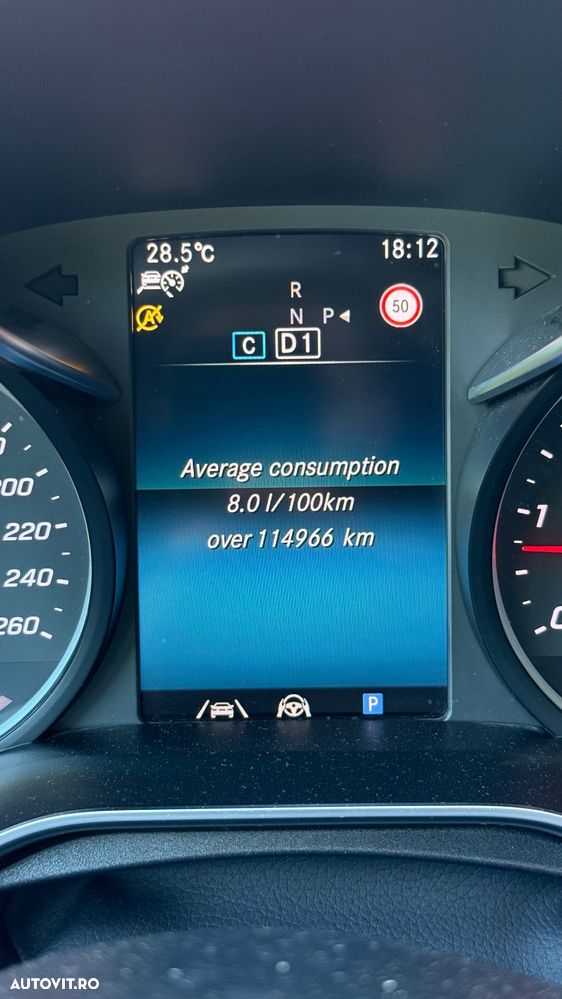 28.5°C
18:12
R
50
N P◄
C D1
Average consumption
8.0 l/100km
over 114966 km
200
220
240
260
1
P
AUTOVIT.RO